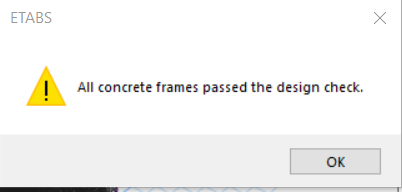 ETABS
All concrete frames passed the design check.
OK